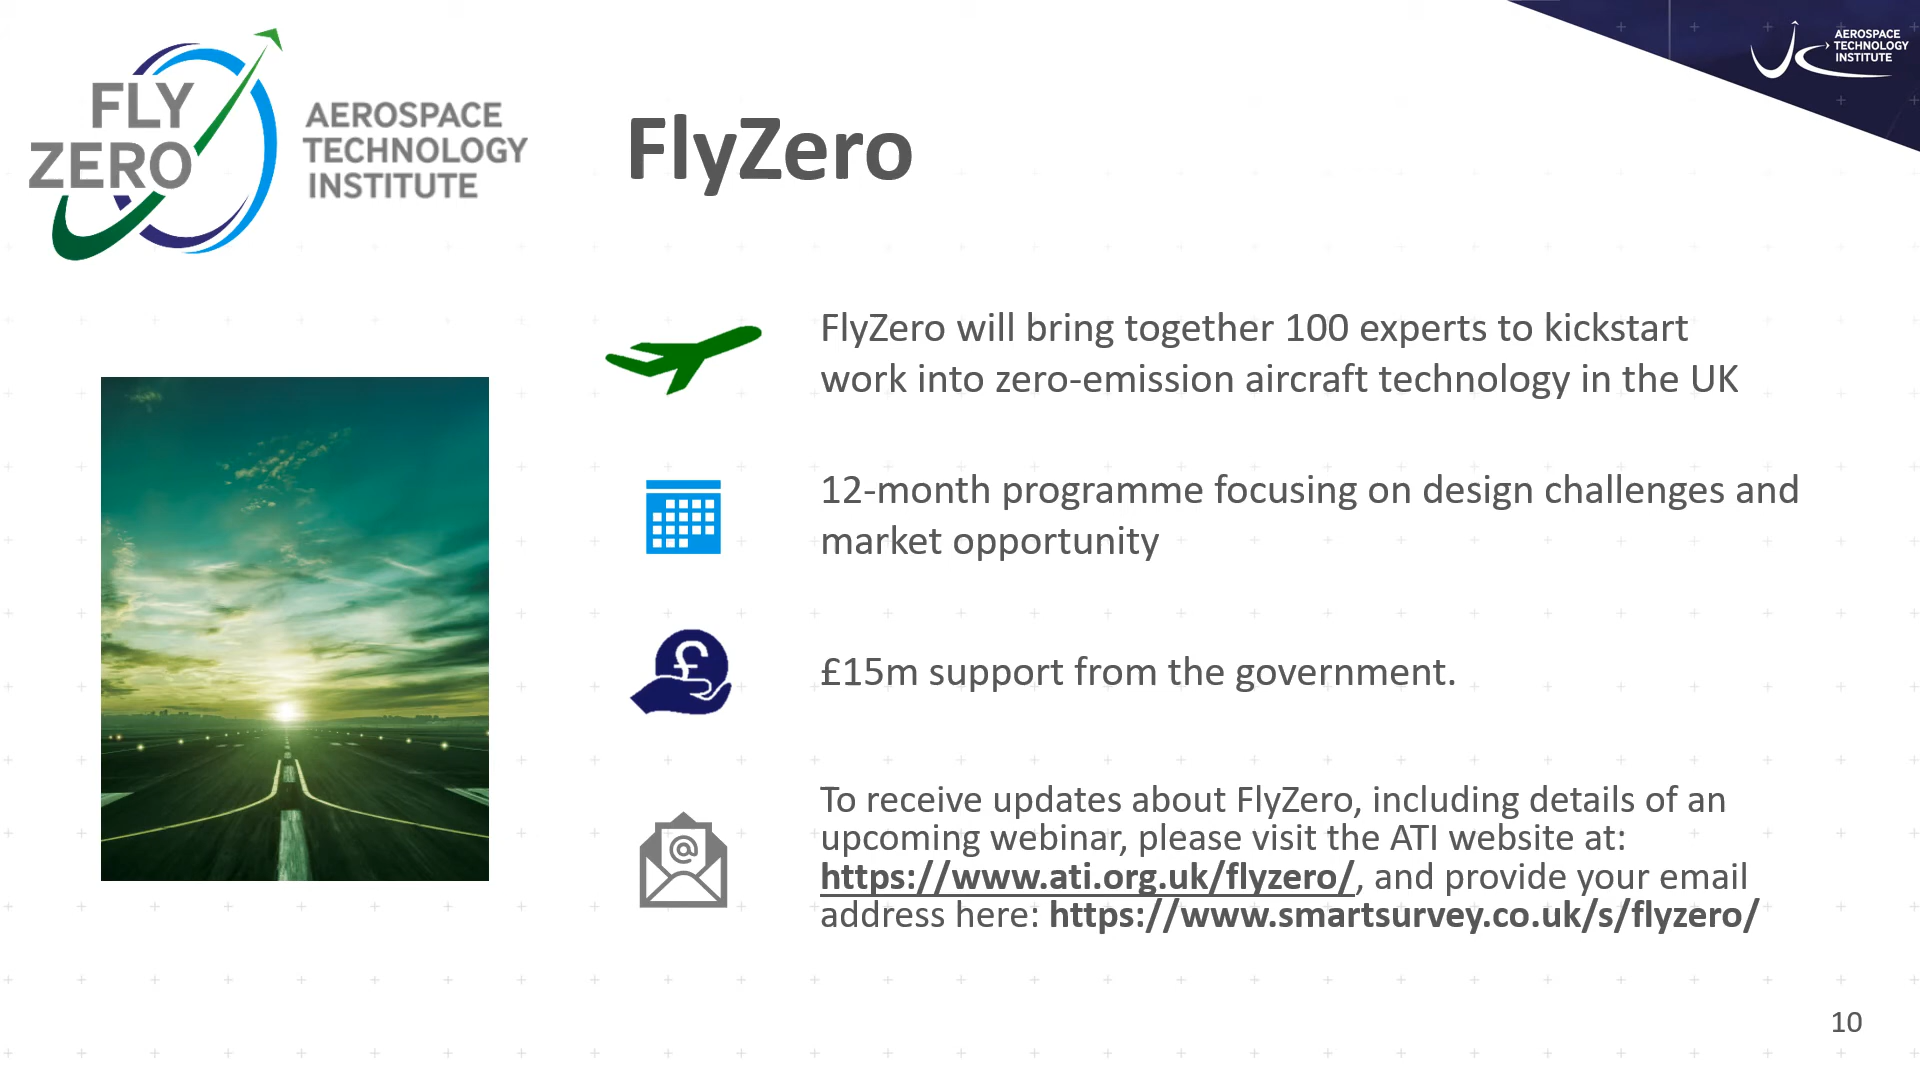 FLY
ZERO
AEROSPACE
TECHNOLOGY
INSTITUTE
AEROSPACE
TECHNOLOGY
INSTITUTE
FlyZero
FlyZero will bring together 100 experts to kickstart
work into zero-emission aircraft technology in the UK
12-month programme focusing on design challenges and
market opportunity
£
£15m support from the government.
@
To receive updates about FlyZero, including details of an
upcoming webinar, please visit the ATI website at:
https://www.ati.org.uk/flyzero/, and provide your email
address here: https://www.smartsurvey.co.uk/s/flyzero/
10